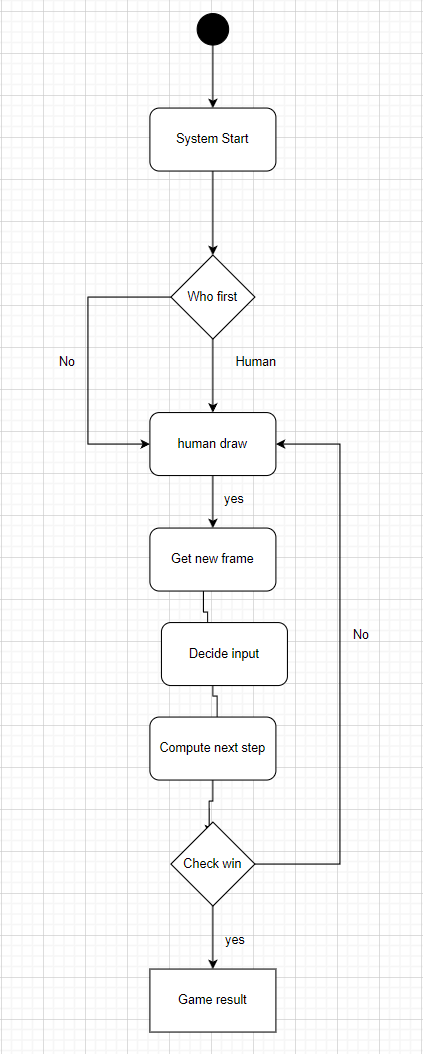 System Start
Who first
No
Human
human draw
yes
Get new frame
No
Decide input
Compute next step
Check win
yes
Game result